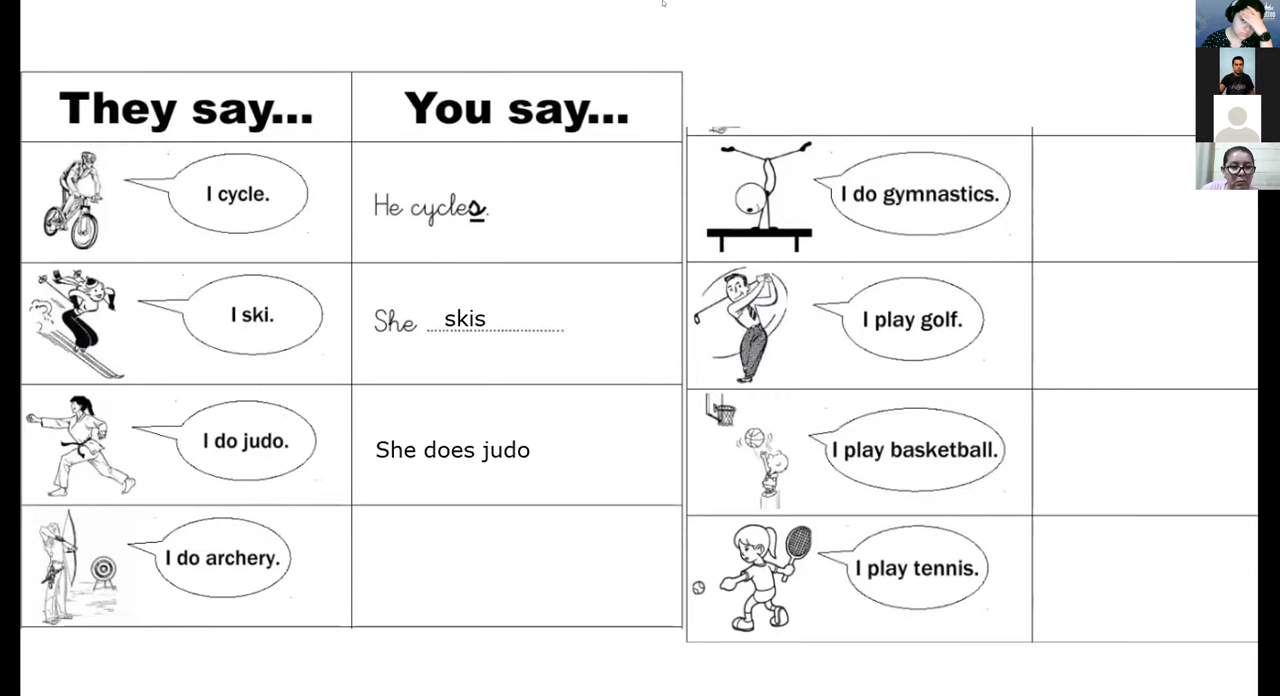 They say...
You say...
I cycle.
He cycles.
I ski.
She skis
I do judo.
She does judo
I do archery.
I do gymnastics.
I play golf.
I play basketball.
I play tennis.